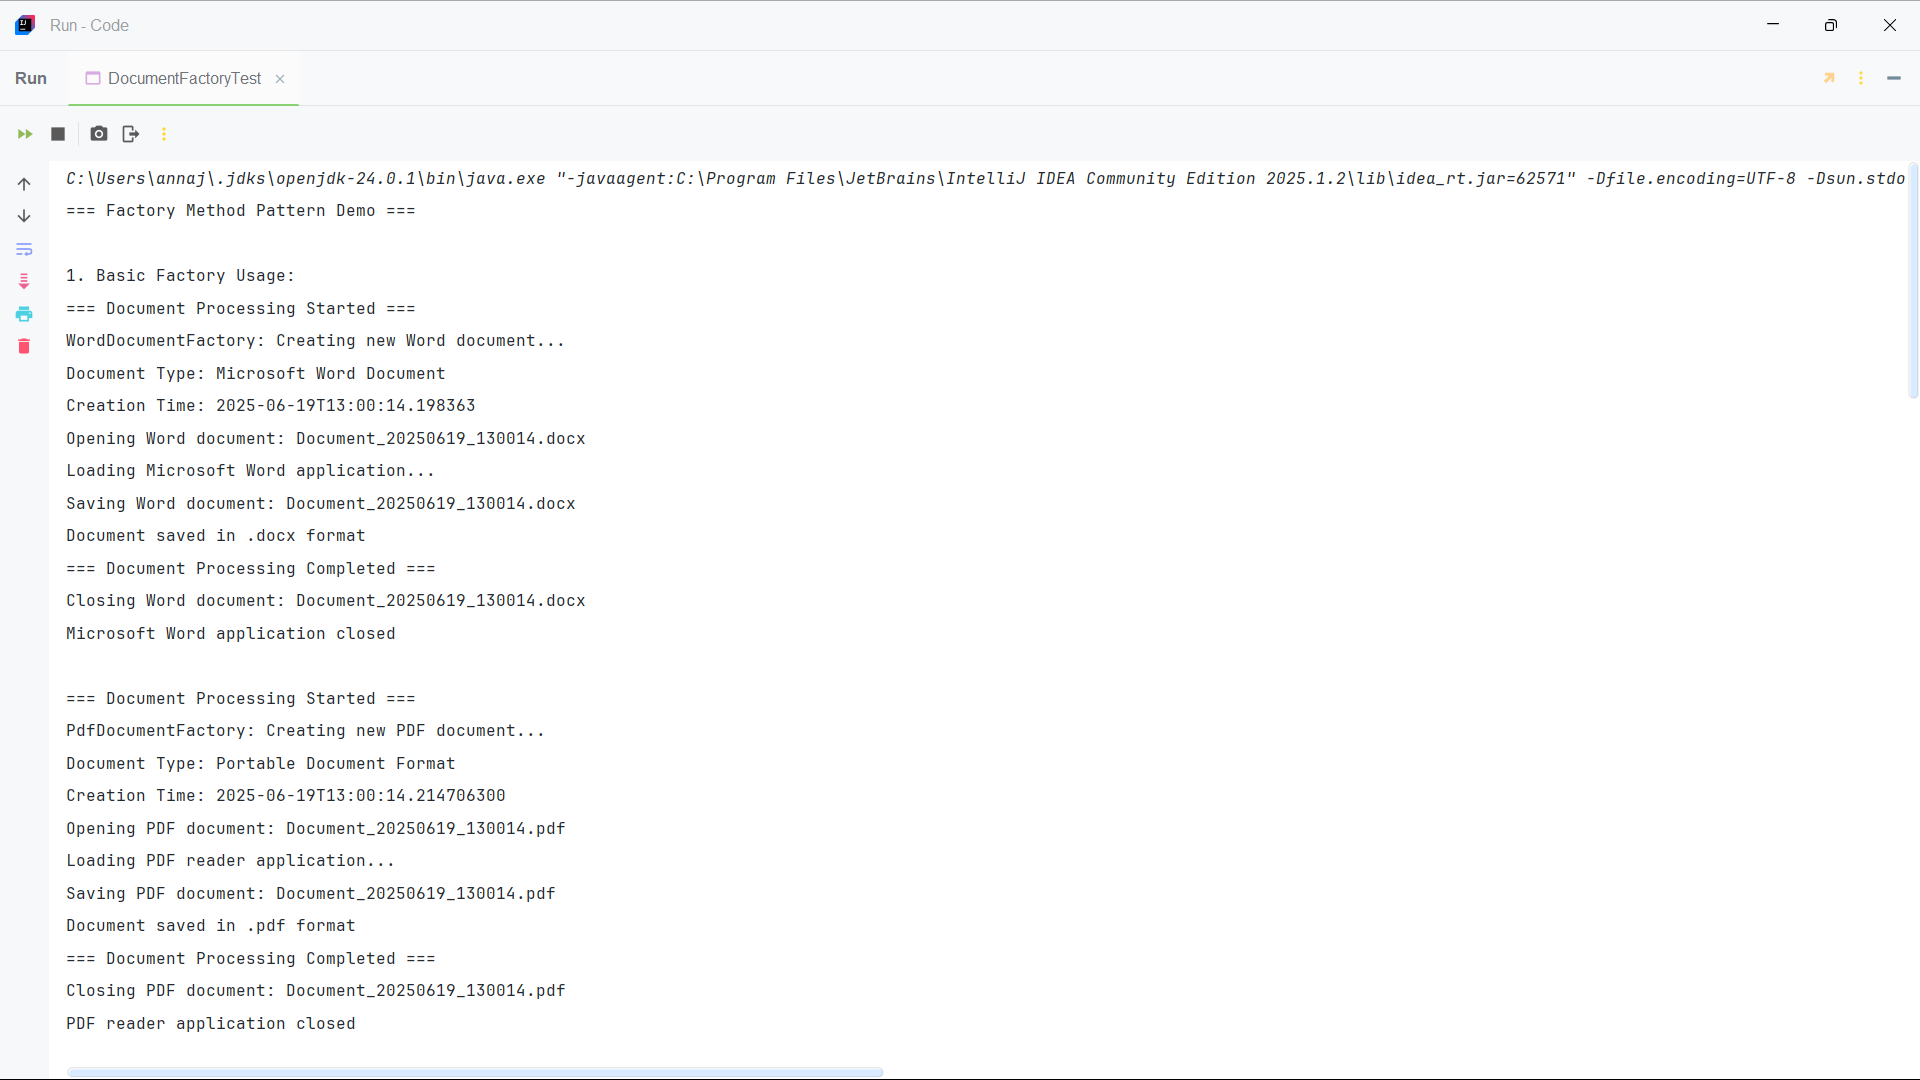 Run - Code
Run DocumentFactoryTest
C:\Users\annaj\.jdks\openjdk-24.0.1\bin\java.exe "-javaagent:C:\Program Files\JetBrains\IntelliJ IDEA Community Edition 2025.1.2\lib\idea_rt.jar=62571" -Dfile.encoding=UTF-8 -Dsun.stdo
=== Factory Method Pattern Demo ===
1. Basic Factory Usage:
=== Document Processing Started ===
WordDocumentFactory: Creating new Word document...
Document Type: Microsoft Word Document
Creation Time: 2025-06-19T13:00:14.198363
Opening Word document: Document_20250619_130014.docx
Loading Microsoft Word application...
Saving Word document: Document_20250619_130014.docx
Document saved in .docx format
=== Document Processing Completed ===
Closing Word document: Document_20250619_130014.docx
Microsoft Word application closed
=== Document Processing Started ===
PdfDocumentFactory: Creating new PDF document...
Document Type: Portable Document Format
Creation Time: 2025-06-19T13:00:14.214706300
Opening PDF document: Document_20250619_130014.pdf
Loading PDF reader application...
Saving PDF document: Document_20250619_130014.pdf
Document saved in .pdf format
=== Document Processing Completed ===
Closing PDF document: Document_20250619_130014.pdf
PDF reader application closed